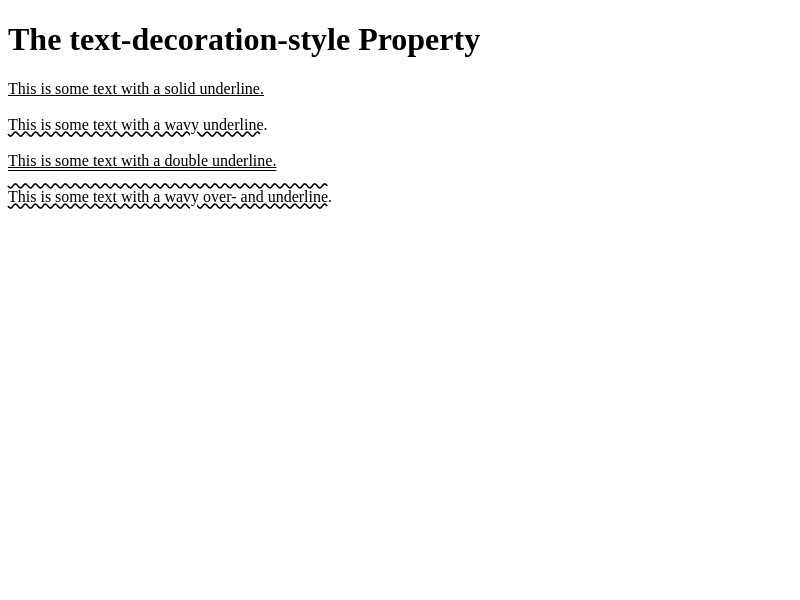 The text-decoration-style Property
This is some text with a solid underline.
This is some text with a wavy underline.
This is some text with a double underline.
This is some text with a wavy over- and underline.